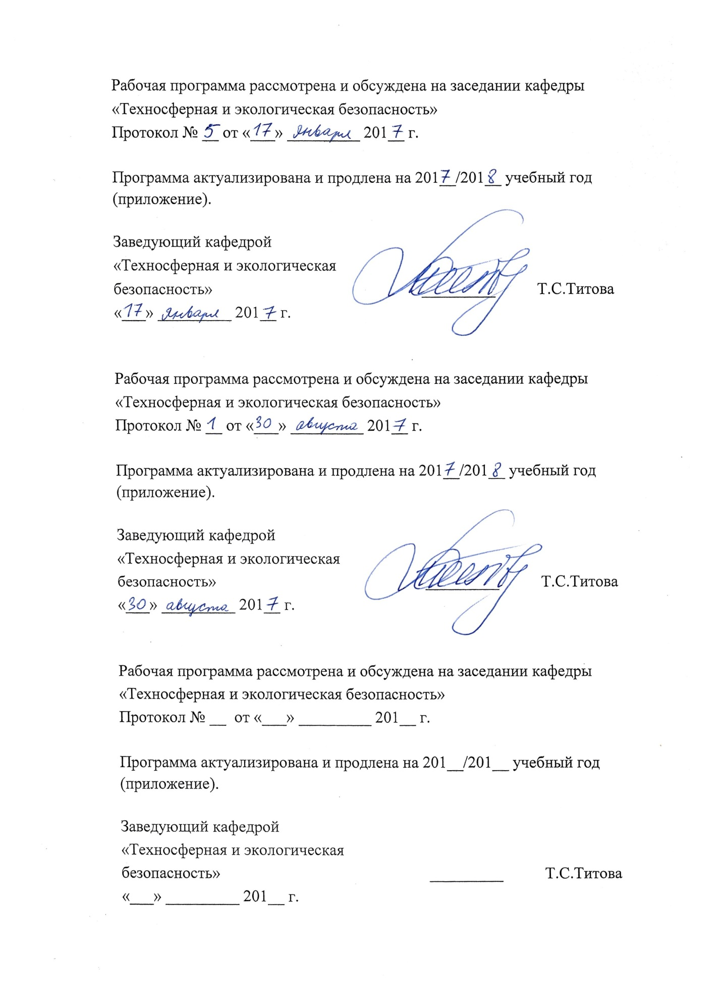 Рабочая программа рассмотрена и обсуждена на заседании кафедры
«Техносферная и экологическая безопасность»
Протокол № 5 от «17» января 2017 г.
Программа актуализирована и продлена на 2017/2018 учебный год
(приложение).
Заведующий кафедрой
«Техносферная и экологическая
безопасность» Т.С.Титова
«17» января 2017 г.
Рабочая программа рассмотрена и обсуждена на заседании кафедры
«Техносферная и экологическая безопасность»
Протокол № 1 от «30» августа 2017 г.
Программа актуализирована и продлена на 2017/2018 учебный год
(приложение).
Заведующий кафедрой
«Техносферная и экологическая
безопасность» Т.С.Титова
«30» августа 2017 г.
Рабочая программа рассмотрена и обсуждена на заседании кафедры
«Техносферная и экологическая безопасность»
Протокол № __ от «___» _________ 201__ г.
Программа актуализирована и продлена на 201__/201__ учебный год
(приложение).
Заведующий кафедрой
«Техносферная и экологическая
безопасность» _________ Т.С.Титова
«___» _________ 201__ г.